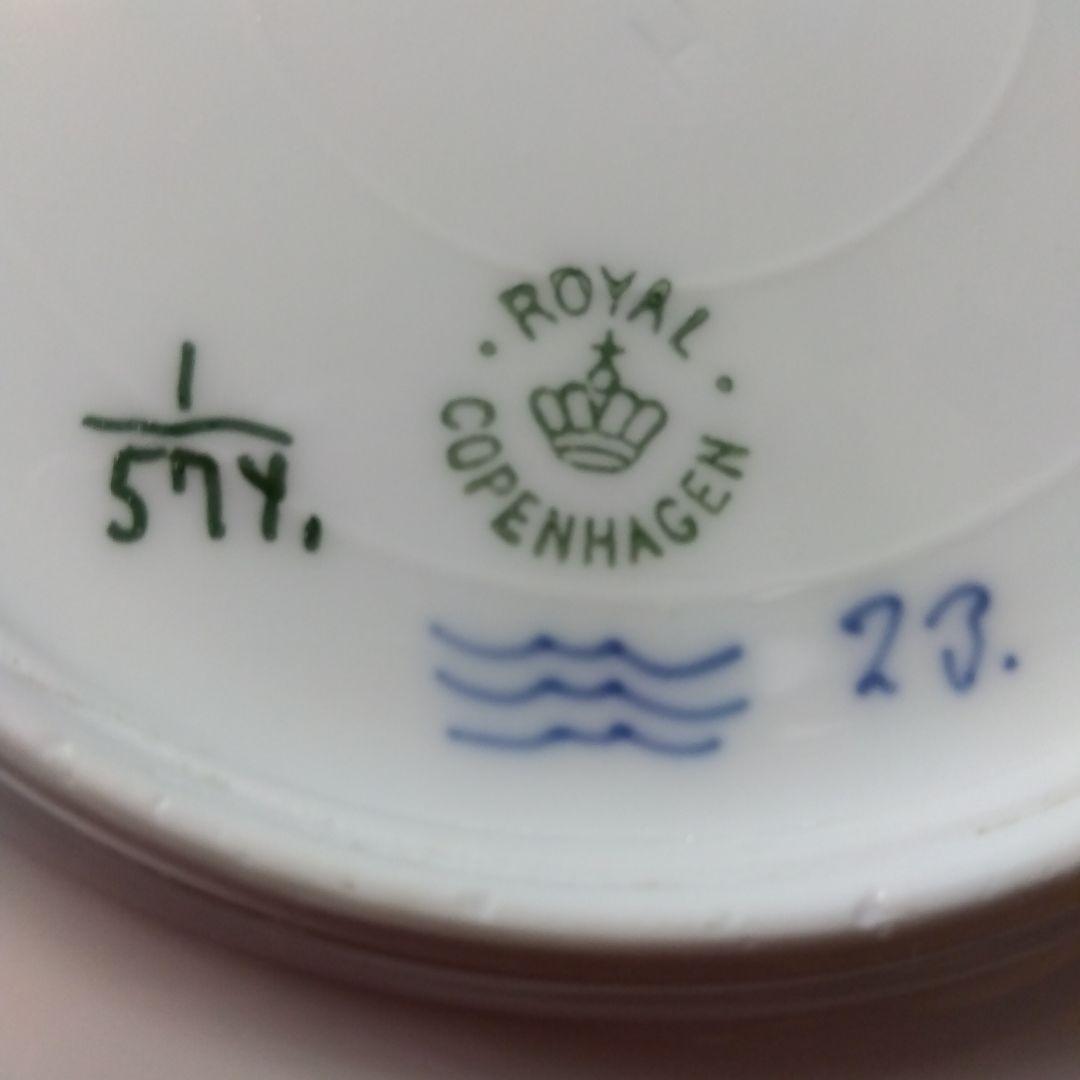 ROYAL
COPENHAGEN
1
574.
23.